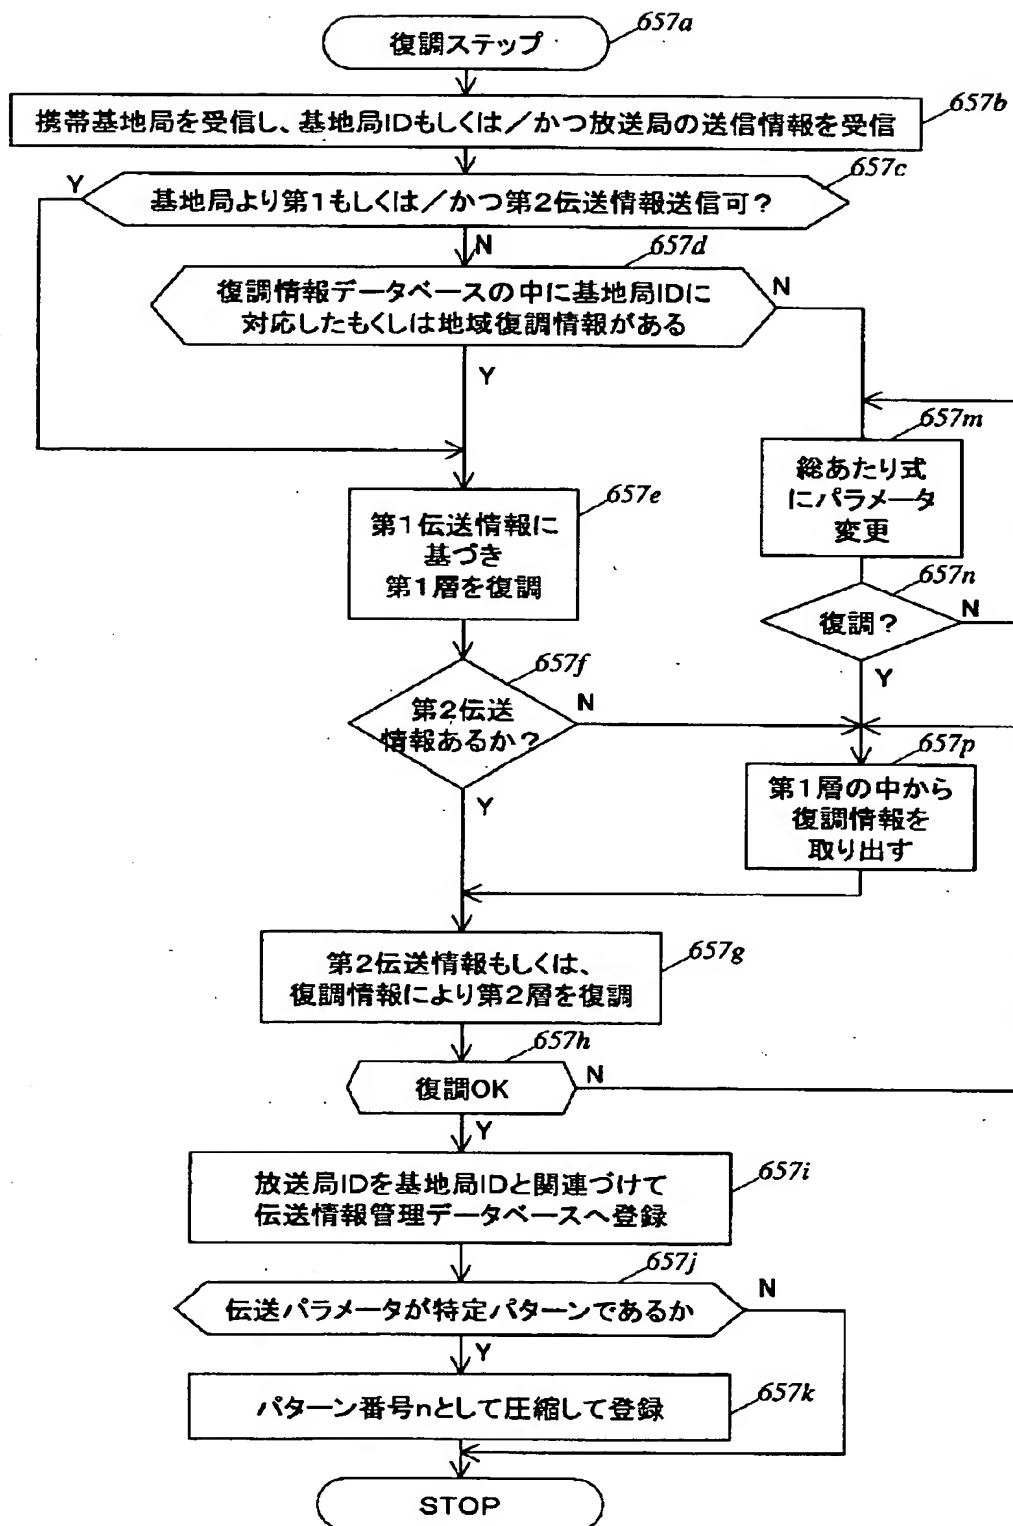 657a
復調ステップ
657b
携帯基地局を受信し、基地局IDもしくは／かつ放送局の送信情報を受信
657c
Y
基地局より第1もしくは／かつ第2伝送情報送信可？
N
657d
復調情報データベースの中に基地局IDに
対応したもくしは地域復調情報がある
N
Y
657m
総あたり式
にパラメータ
変更
657e
第1伝送情報に
基づき
第1層を復調
657n
復調？
N
Y
657f
第2伝送
情報あるか？
N
Y
657p
第1層の中から
復調情報を
取り出す
657g
第2伝送情報もしくは、
復調情報により第2層を復調
657h
復調OK
N
Y
657i
放送局IDを基地局IDと関連づけて
伝送情報管理データベースへ登録
657j
伝送パラメータが特定パターンであるか
N
Y
657k
パターン番号nとして圧縮して登録
STOP